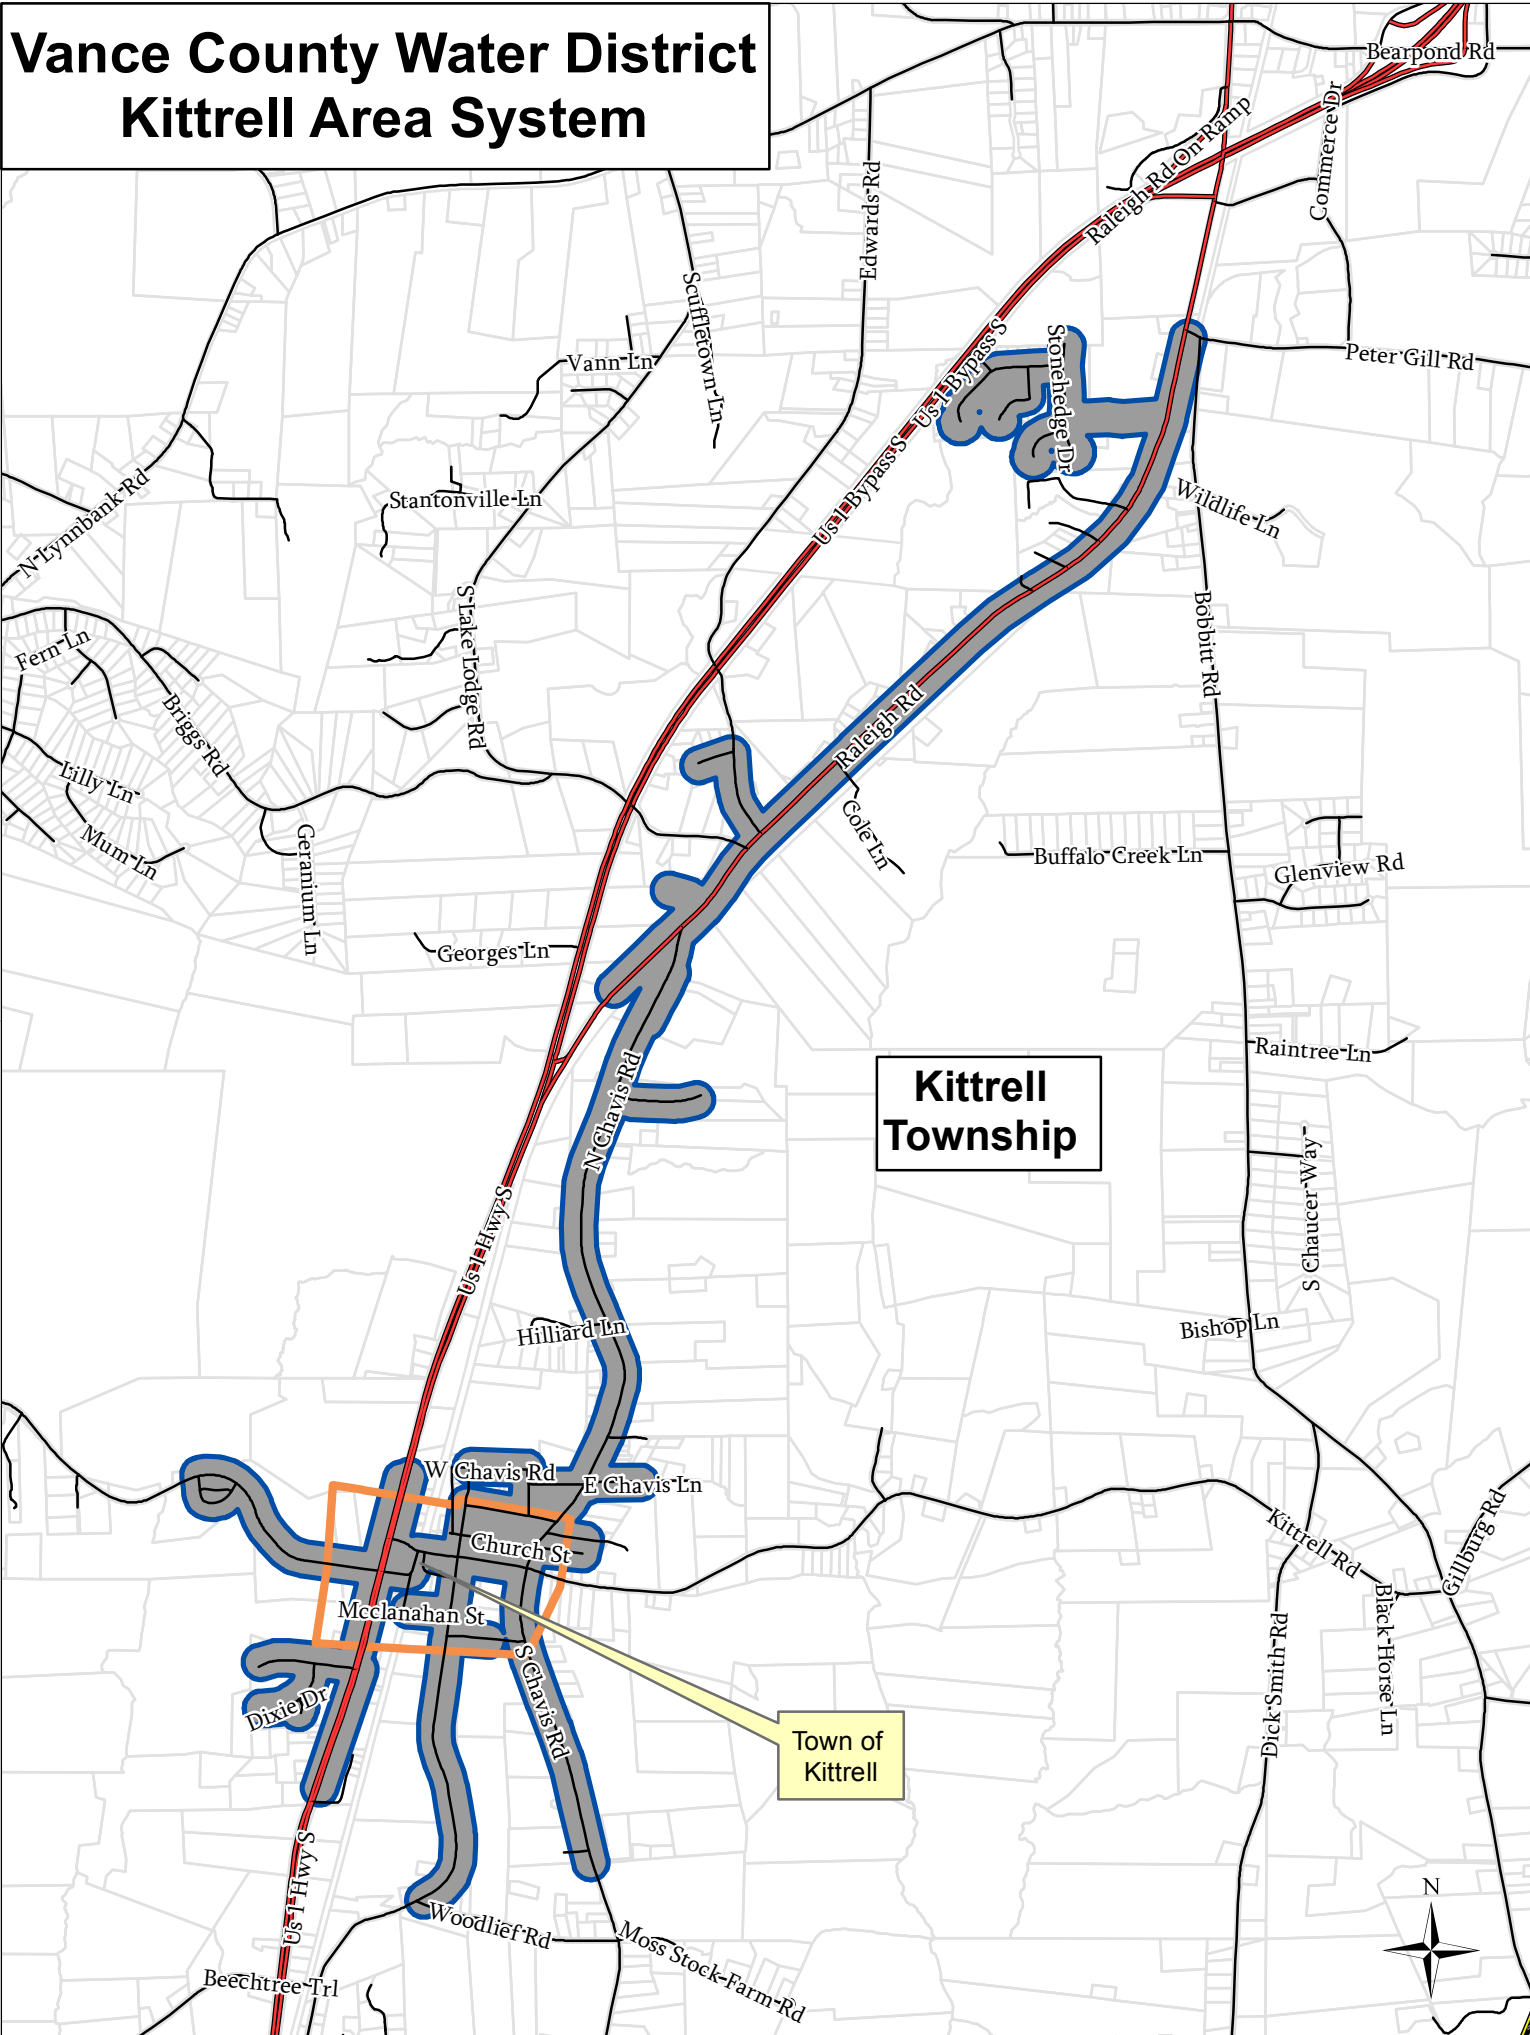 Vance County Water District
Kittrell Area System
Bearpond Rd
Commerce Dr
Raleigh Rd On Ramp
Edwards Rd
Scuffletown Ln
Vann Ln
Us 1 Bypass S
Stonehedge Dr
Peter Gill Rd
Us 1 Bypass S
Stantonville Ln
N Lynnbank Rd
Wildlife Ln
S Lake Lodge Rd
Bobbitt Rd
Fern Ln
Briggs Rd
Raleigh Rd
Lilly Ln
Mum Ln
Geranium Ln
Cole Ln
Buffalo Creek Ln
Glenview Rd
Georges Ln
Raintree Ln
Kittrell
Township
N Chavis Rd
S Chaucer Way
Us 1 Hwy S
Hilliard Ln
Bishop Ln
W Chavis Rd
E Chavis Ln
Church St
Kittrell Rd
Gillburg Rd
Mcclanahan St
Black Horse Ln
Dick Smith Rd
S Chavis Rd
Dixie Dr
Town of
Kittrell
Us 1 Hwy S
Woodlief Rd
Moss Stock Farm Rd
Beechtree Trl
N